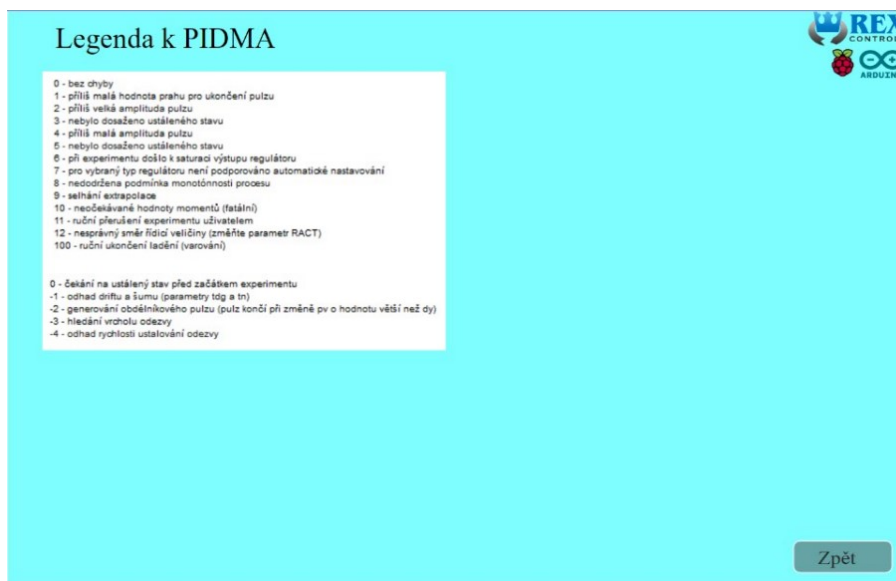 Legenda k PIDMA
REX
CONTROL
ARDUIN
0 - bez chyby
1 - příliš malá hodnota prahu pro ukončení pulzu
2 - příliš velká amplituda pulzu
3 - nebylo dosaženo ustáleného stavu
4 - příliš malá amplituda pulzu
5 - nebylo dosaženo ustáleného stavu
6 - při experimentu došlo k saturaci výstupu regulátoru
7 - pro vybraný typ regulátoru není podporováno automatické nastavování
8 - nedodržena podmínka monotónnosti procesu
9 - selhání extrapolace
10 - neočekávané hodnoty momentů (fatální)
11 - ruční přerušení experimentu uživatelem
12 - nesprávný směr řídicí veličiny (změňte parametr RACT)
100 - ruční ukončení ladění (varování)
0 - čekání na ustálený stav před začátkem experimentu
-1 - odhad driftu a šumu (parametry tdg a tn)
-2 - generování obdélníkového pulzu (pulz končí při změně pv o hodnotu větší než dy)
-3 - hledání vrcholu odezvy
-4 - odhad rychlosti ustalování odezvy
Zpět